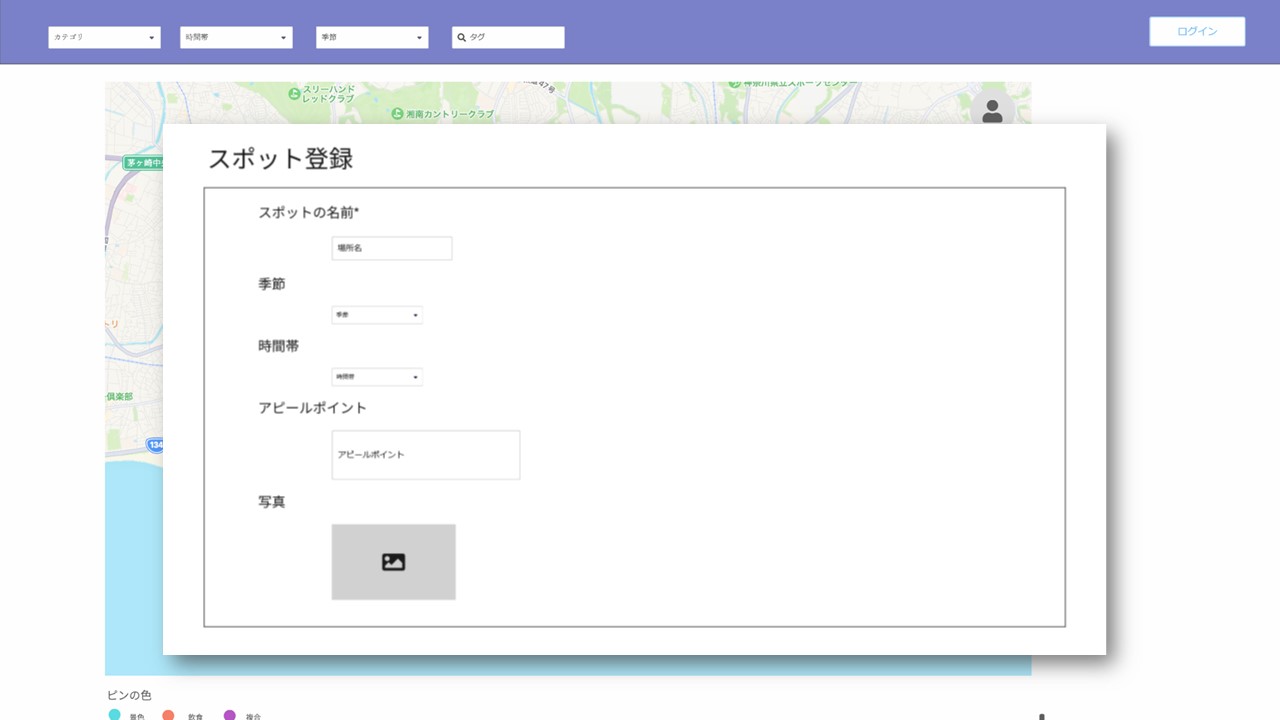 カテゴリ
時間帯
季節
タグ
ログイン
スリーハンド
レッドクラブ
湘南カントリークラブ
神奈川県立スポーツセンター
茅ヶ崎中央
スポット登録
スポットの名前*
場所名
季節
季節
時間帯
時間帯
アピールポイント
アピールポイント
写真
倶楽部
134
ピンの色
景色
飲食
複合